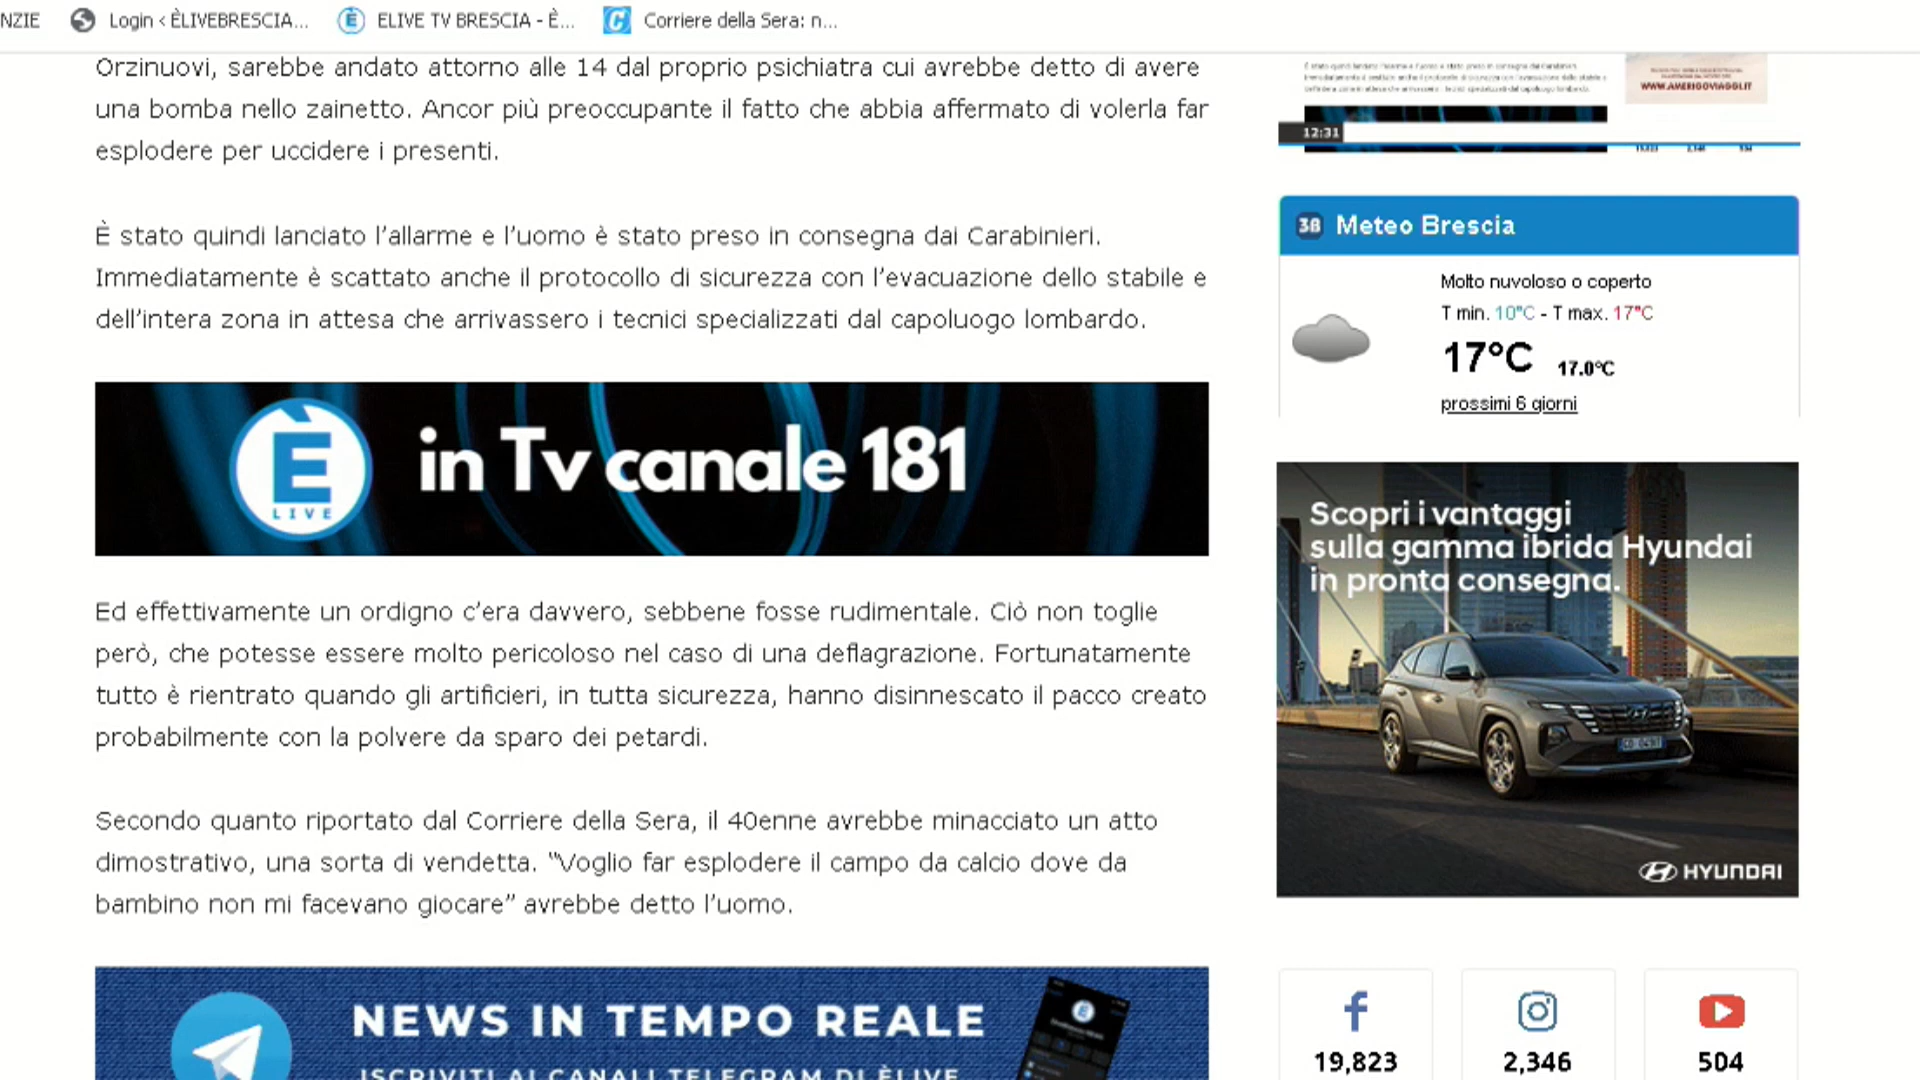 NZIE
Login < ÈLIVEBRESCIA...
ELIVE TV BRESCIA - È...
Corriere della Sera: n...
Orzinuovi, sarebbe andato attorno alle 14 dal proprio psichiatra cui avrebbe detto di avere
una bomba nello zainetto. Ancor più preoccupante il fatto che abbia affermato di volerla far
esplodere per uccidere i presenti.
È stato quindi lanciato l’allarme e l’uomo è stato preso in consegna dai Carabinieri.
Immediatamente è scattato anche il protocollo di sicurezza con l’evacuazione dello stabile e
dell’intera zona in attesa che arrivassero i tecnici specializzati dal capoluogo lombardo.
È LIVE
in Tv canale 181
Ed effettivamente un ordigno c’era davvero, sebbene fosse rudimentale. Ciò non toglie
però, che potesse essere molto pericoloso nel caso di una deflagrazione. Fortunatamente
tutto è rientrato quando gli artificieri, in tutta sicurezza, hanno disinnescato il pacco creato
probabilmente con la polvere da sparo dei petardi.
Secondo quanto riportato dal Corriere della Sera, il 40enne avrebbe minacciato un atto
dimostrativo, una sorta di vendetta. “Voglio far esplodere il campo da calcio dove da
bambino non mi facevano giocare” avrebbe detto l’uomo.
NEWS IN TEMPO REALE
ISCRIVITI AI CANALI TELEGRAM DI ÈLIVE
WWW.AMERIGOVIAGGI.IT
12:31
3B Meteo Brescia
Molto nuvoloso o coperto
T min. 10°C - T max. 17°C
17°C 17.0°C
prossimi 6 giorni
Scopri i vantaggi
sulla gamma ibrida Hyundai
in pronta consegna.
HYUNDAI
19,823
2,346
504